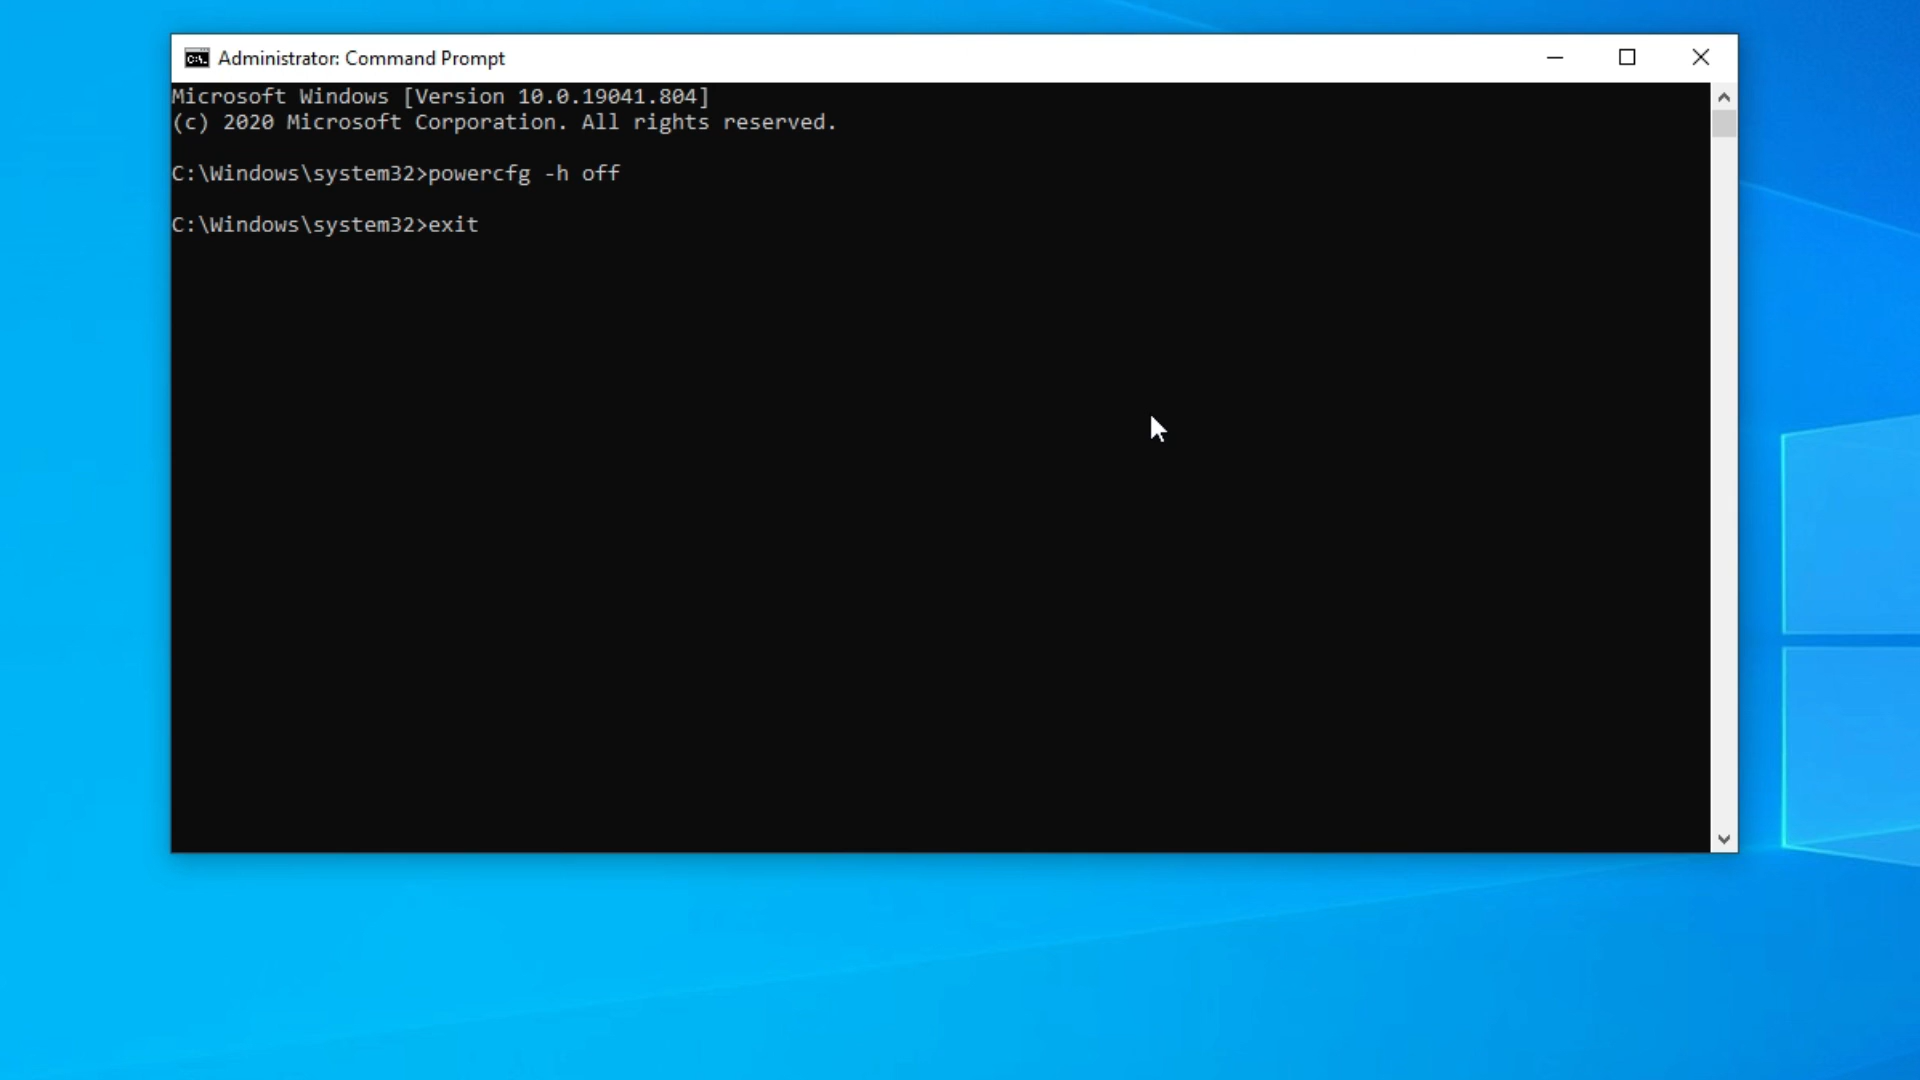 Administrator: Command Prompt
Microsoft Windows [Version 10.0.19041.804]
(c) 2020 Microsoft Corporation. All rights reserved.
C:\Windows\system32>powercfg -h off
C:\Windows\system32>exit